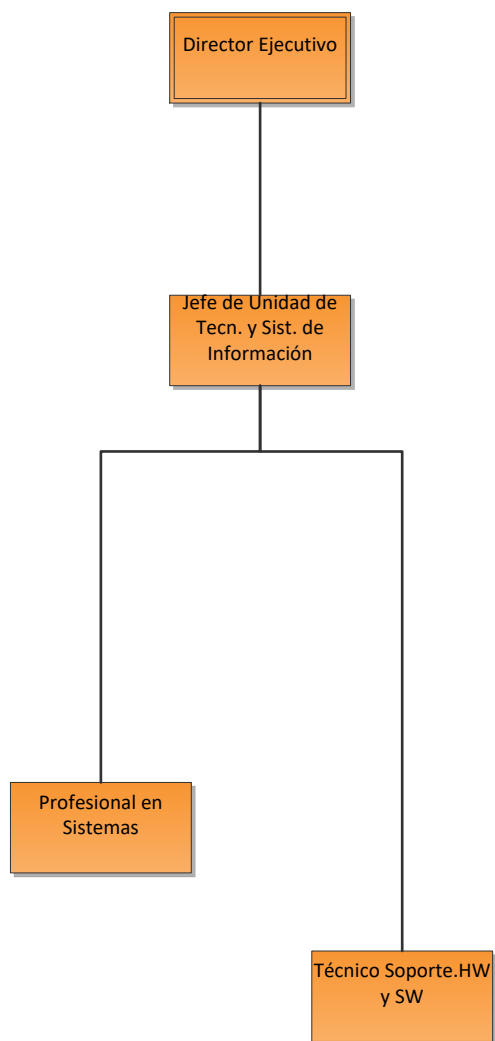 Director Ejecutivo
Jefe de Unidad de
Tecn. y Sist. de
Información
Profesional en
Sistemas
Técnico Soporte.HW
y SW